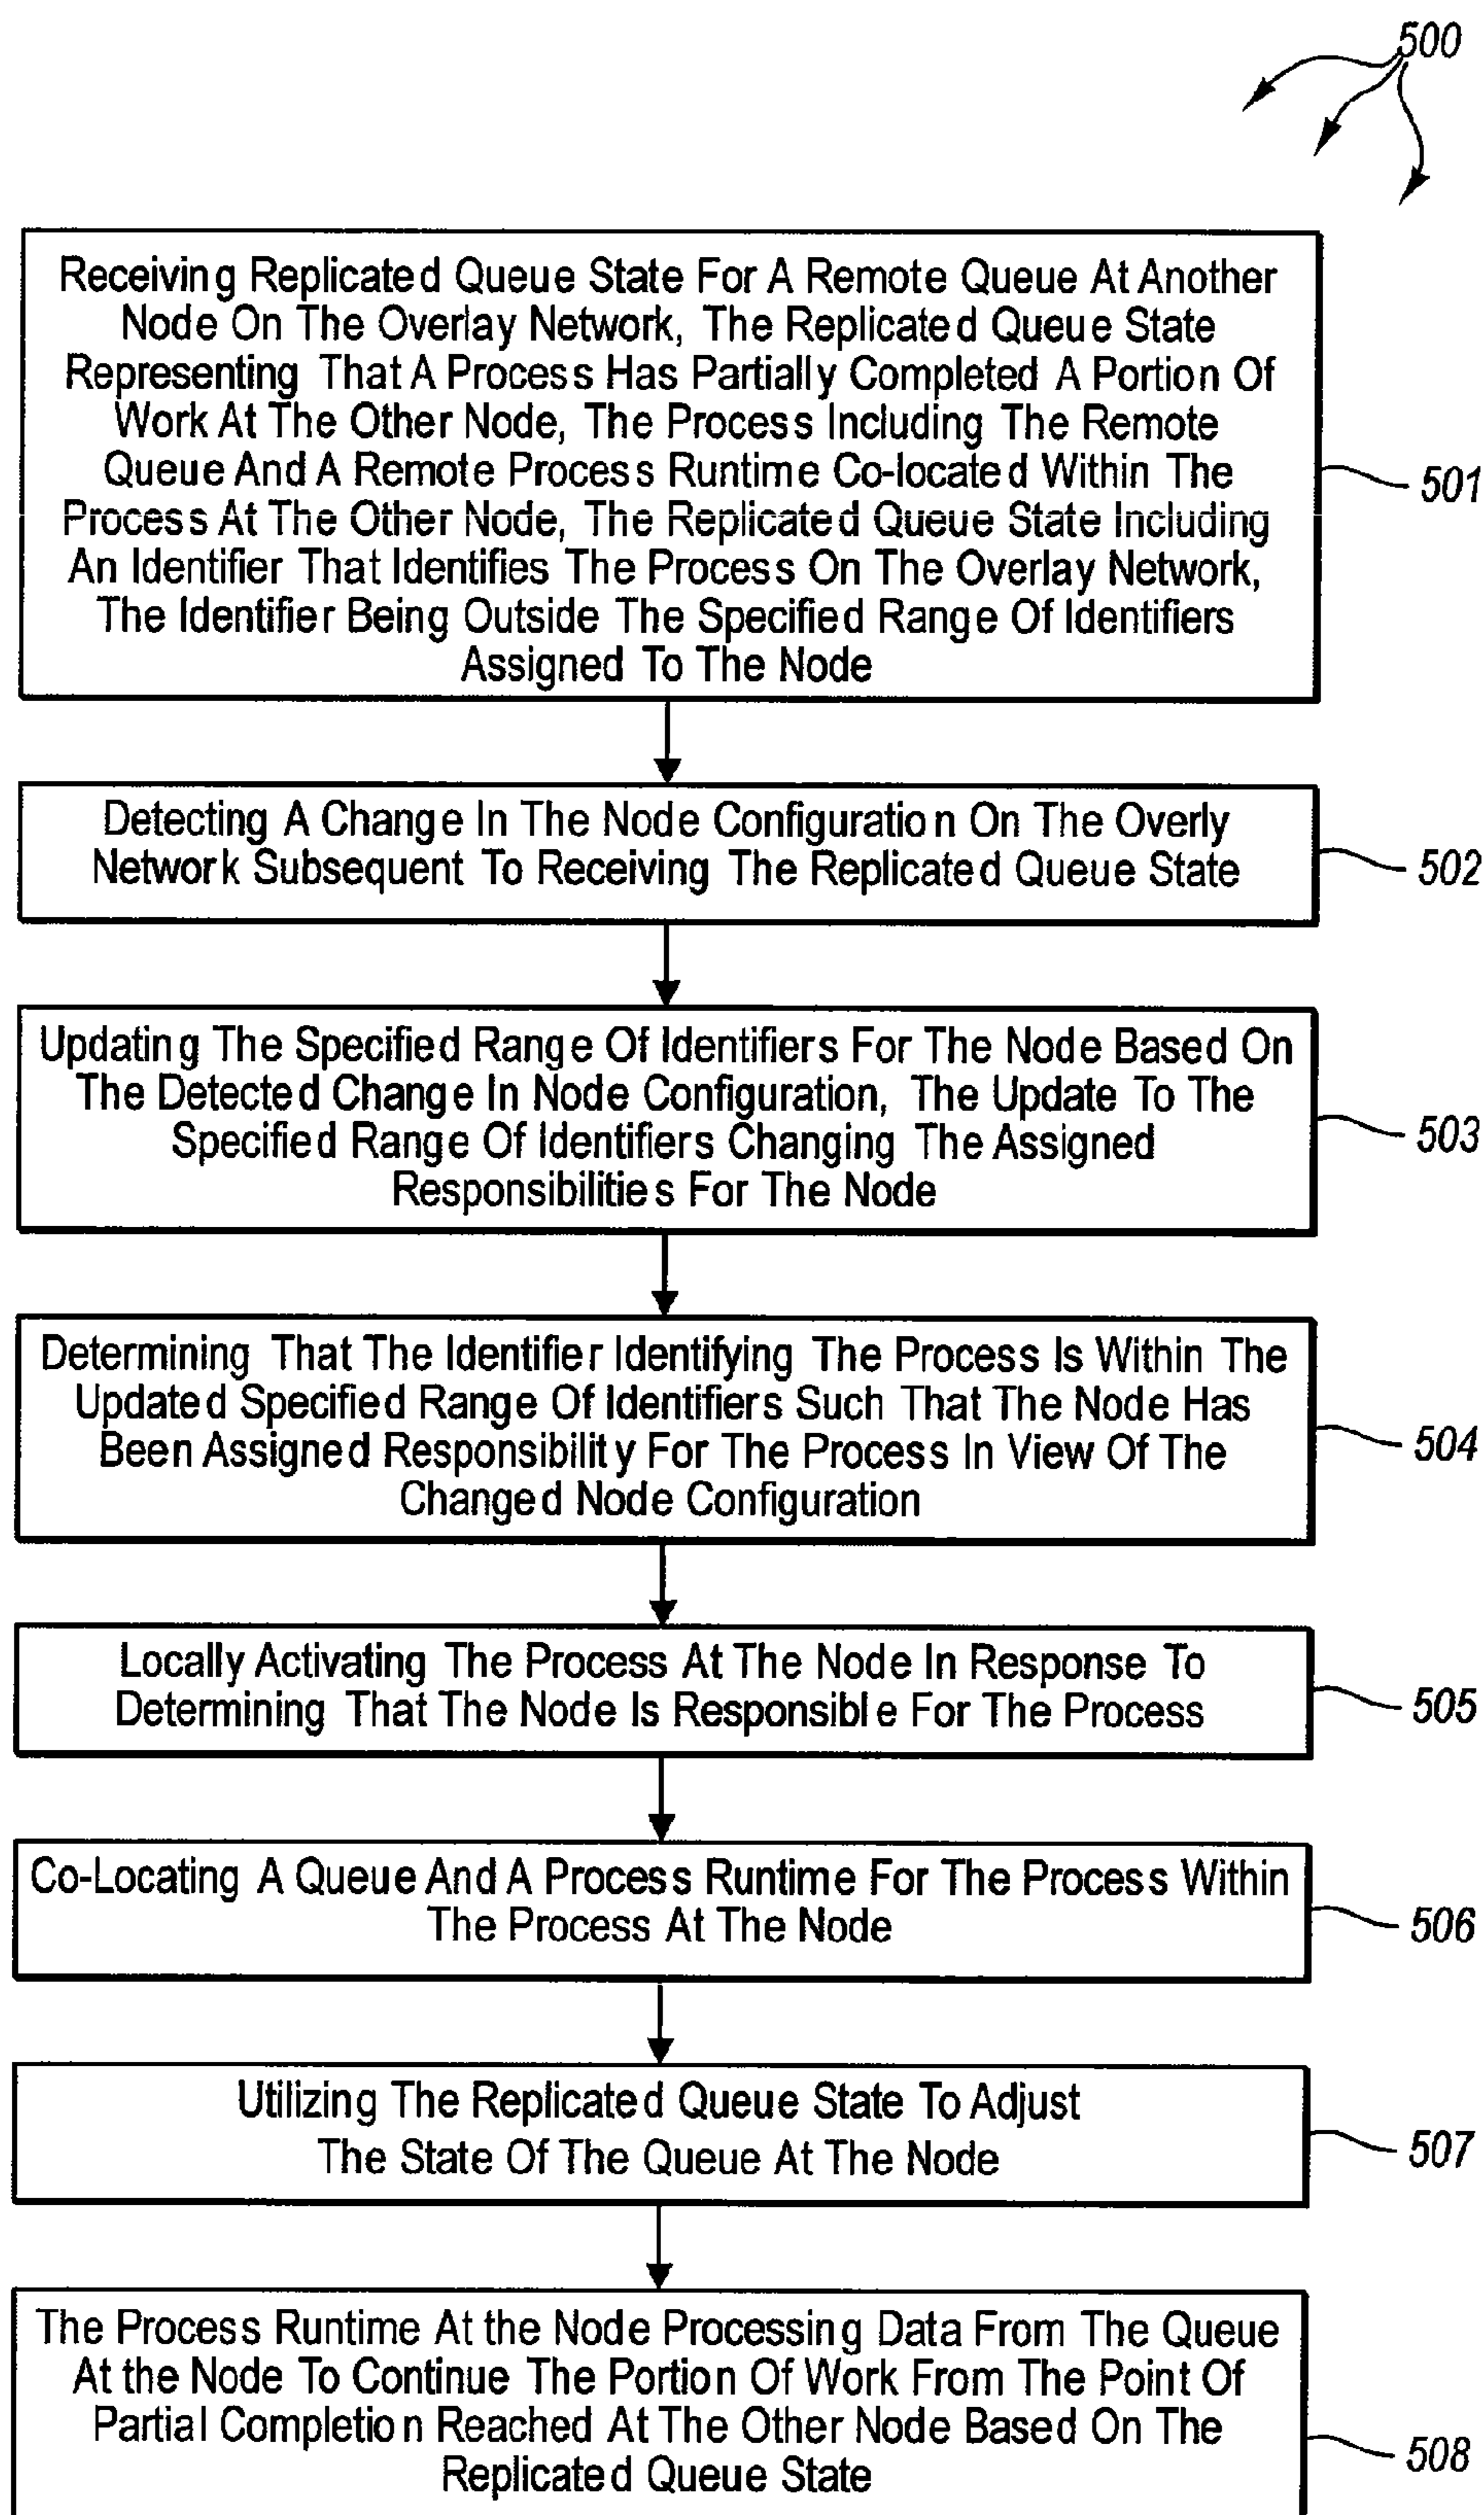 500
Receiving Replicated Queue State For A Remote Queue At Another
Node On The Overlay Network, The Replicated Queue State
Representing That A Process Has Partially Completed A Portion Of
Work At The Other Node, The Process Including The Remote
Queue And A Remote Process Runtime Co-located Within The
Process At The Other Node, The Replicated Queue State Including
An Identifier That Identifies The Process On The Overlay Network,
The Identifier Being Outside The Specified Range Of Identifiers
Assigned To The Node
501
Detecting A Change In The Node Configuration On The Overly
Network Subsequent To Receiving The Replicated Queue State
502
Updating The Specified Range Of Identifiers For The Node Based On
The Detected Change In Node Configuration, The Update To The
Specified Range Of Identifiers Changing The Assigned
Responsibilities For The Node
503
Determining That The Identifier Identifying The Process Is Within The
Updated Specified Range Of Identifiers Such That The Node Has
Been Assigned Responsibility For The Process In View Of The
Changed Node Configuration
504
Locally Activating The Process At The Node In Response To
Determining That The Node Is Responsible For The Process
505
Co-Locating A Queue And A Process Runtime For The Process Within
The Process At The Node
506
Utilizing The Replicated Queue State To Adjust
The State Of The Queue At The Node
507
The Process Runtime At the Node Processing Data From The Queue
At the Node To Continue The Portion Of Work From The Point Of
Partial Completion Reached At The Other Node Based On The
Replicated Queue State
508